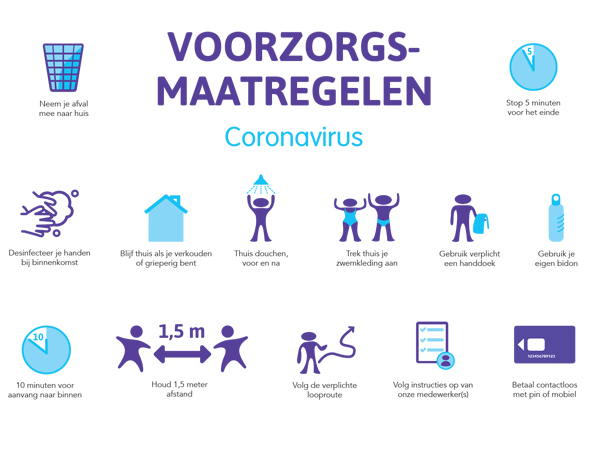 VOORZORGS-
MAATREGELEN
Coronavirus
Neem je afval
mee naar huis
5
Stop 5 minuten
voor het einde
Desinfecteer je handen
bij binnenkomst
Blijf thuis als je verkouden
of grieperig bent
Thuis douchen,
voor en na
Trek thuis je
zwemkleding aan
Gebruik verplicht
een handdoek
Gebruik je
eigen bidon
10
10 minuten voor
aanvang naar binnen
1,5 m
Houd 1,5 meter
afstand
Volg de verplichte
looproute
Volg instructies op van
onze medewerker(s)
123456789123
Betaal contactloos
met pin of mobiel